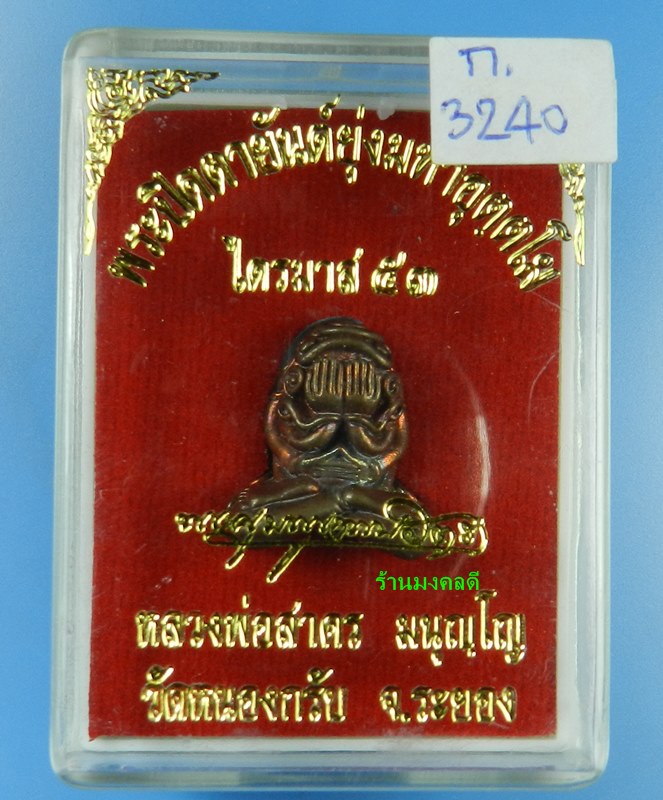 ท.
3240
พระปิดตายันต์ยุ่งมหาอุตฺตโม
ไตรมาส ๕๓
ร้านมงคลดี
หลวงพ่อสาคร มนุญฺโญ
วัดหนองกรับ จ.ระยอง